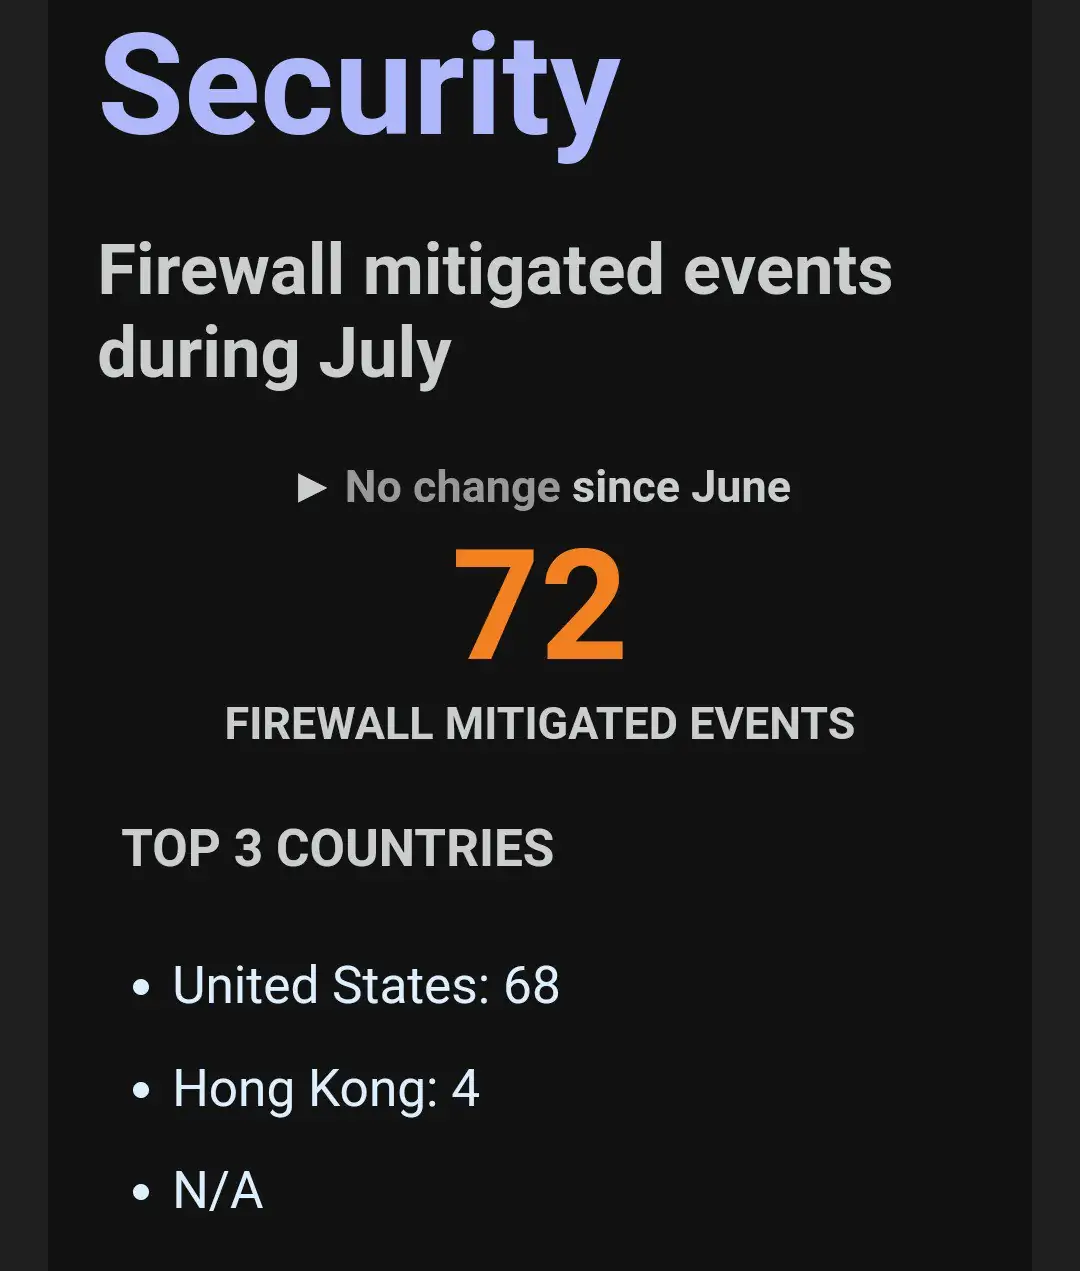 Security
Firewall mitigated events
during July
▶ No change since June
72
FIREWALL MITIGATED EVENTS
TOP 3 COUNTRIES
• United States: 68
• Hong Kong: 4
• N/A